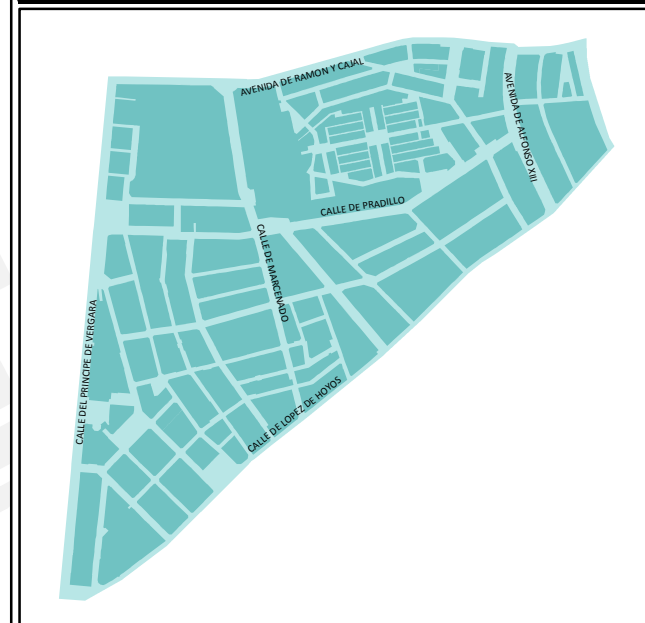 AVENIDA DE RAMON Y CAJAL
AVENIDA DE ALFONSO XIII
CALLE DE PRADILLO
CALLE DE MARCENADO
CALLE DEL PRINCIPE DE VERGARA
CALLE DE LOPEZ DE HOYOS